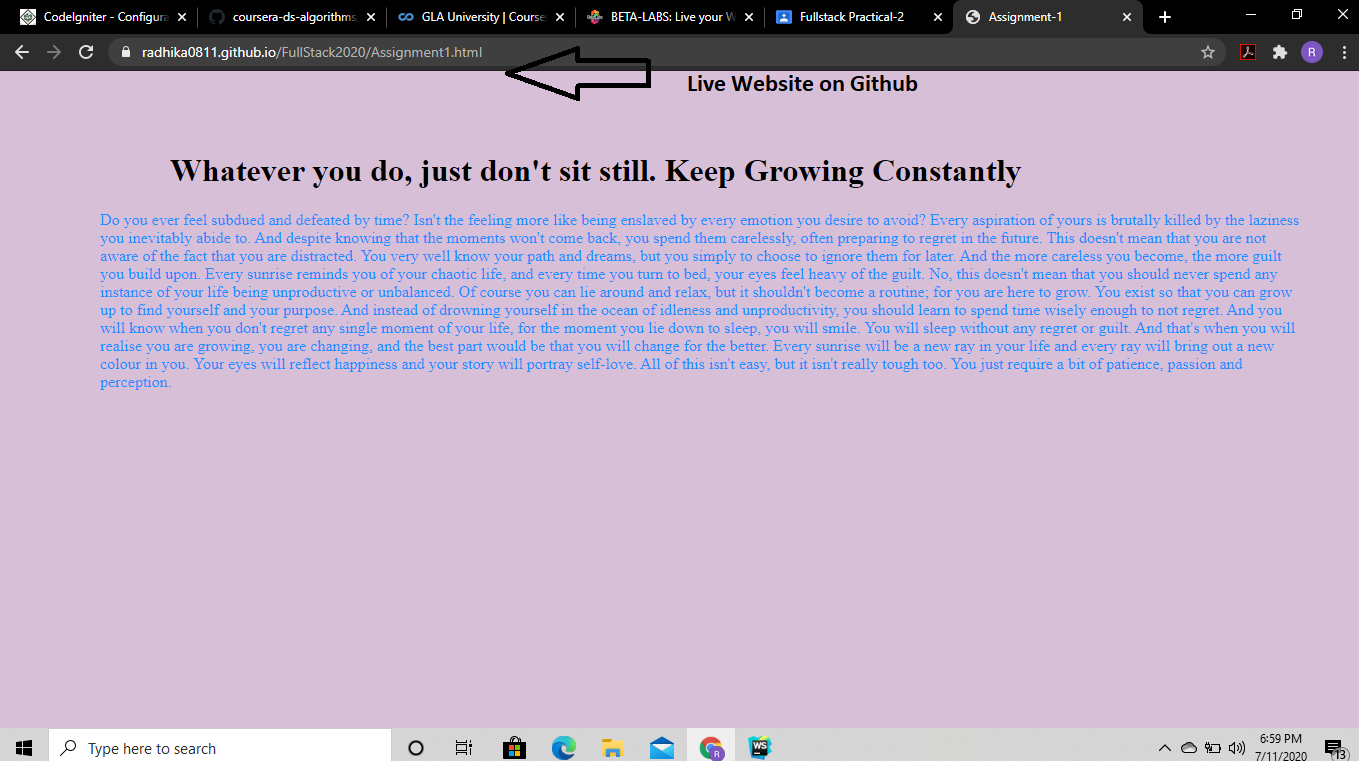 CodeIgniter - Configura
coursera-ds-algorithms
GLA University | Course
BETA-LABS: Live your W
Fullstack Practical-2
Assignment-1
radhika0811.github.io/FullStack2020/Assignment1.html
R
Live Website on Github
Whatever you do, just don't sit still. Keep Growing Constantly
Do you ever feel subdued and defeated by time? Isn't the feeling more like being enslaved by every emotion you desire to avoid? Every aspiration of yours is brutally killed by the laziness
you inevitably abide to. And despite knowing that the moments won't come back, you spend them carelessly, often preparing to regret in the future. This doesn't mean that you are not
aware of the fact that you are distracted. You very well know your path and dreams, but you simply to choose to ignore them for later. And the more careless you become, the more guilt
you build upon. Every sunrise reminds you of your chaotic life, and every time you turn to bed, your eyes feel heavy of the guilt. No, this doesn't mean that you should never spend any
instance of your life being unproductive or unbalanced. Of course you can lie around and relax, but it shouldn't become a routine; for you are here to grow. You exist so that you can grow
up to find yourself and your purpose. And instead of drowning yourself in the ocean of idleness and unproductivity, you should learn to spend time wisely enough to not regret. And you
will know when you don't regret any single moment of your life, for the moment you lie down to sleep, you will smile. You will sleep without any regret or guilt. And that's when you will
realise you are growing, you are changing, and the best part would be that you will change for the better. Every sunrise will be a new ray in your life and every ray will bring out a new
colour in you. Your eyes will reflect happiness and your story will portray self-love. All of this isn't easy, but it isn't really tough too. You just require a bit of patience, passion and
perception.
Type here to search
R
WS
6:59 PM
7/11/2020
13